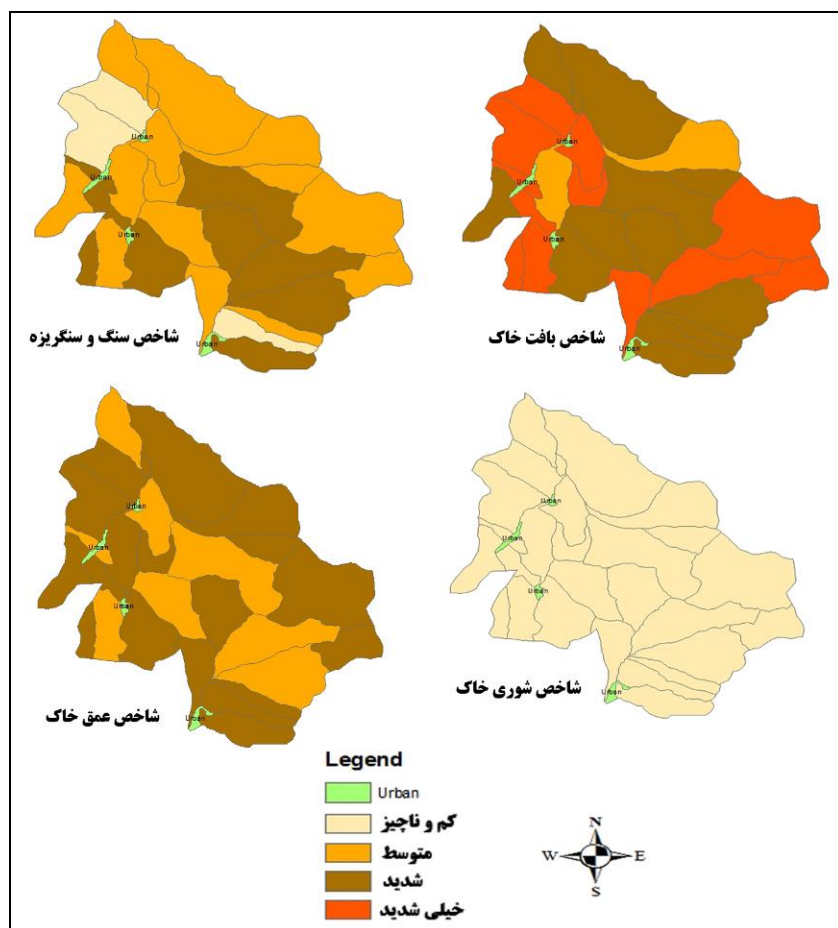 Urban
Urban
Urban
Urban
شاخص سنگ و سنگریزه
Urban
Urban
Urban
Urban
شاخص بافت خاک
Urban
Urban
Urban
Urban
شاخص عمق خاک
Urban
Urban
Urban
Urban
شاخص شوری خاک
Legend
Urban
کم و ناچیز
متوسط
شدید
خیلی شدید
N
W E
S